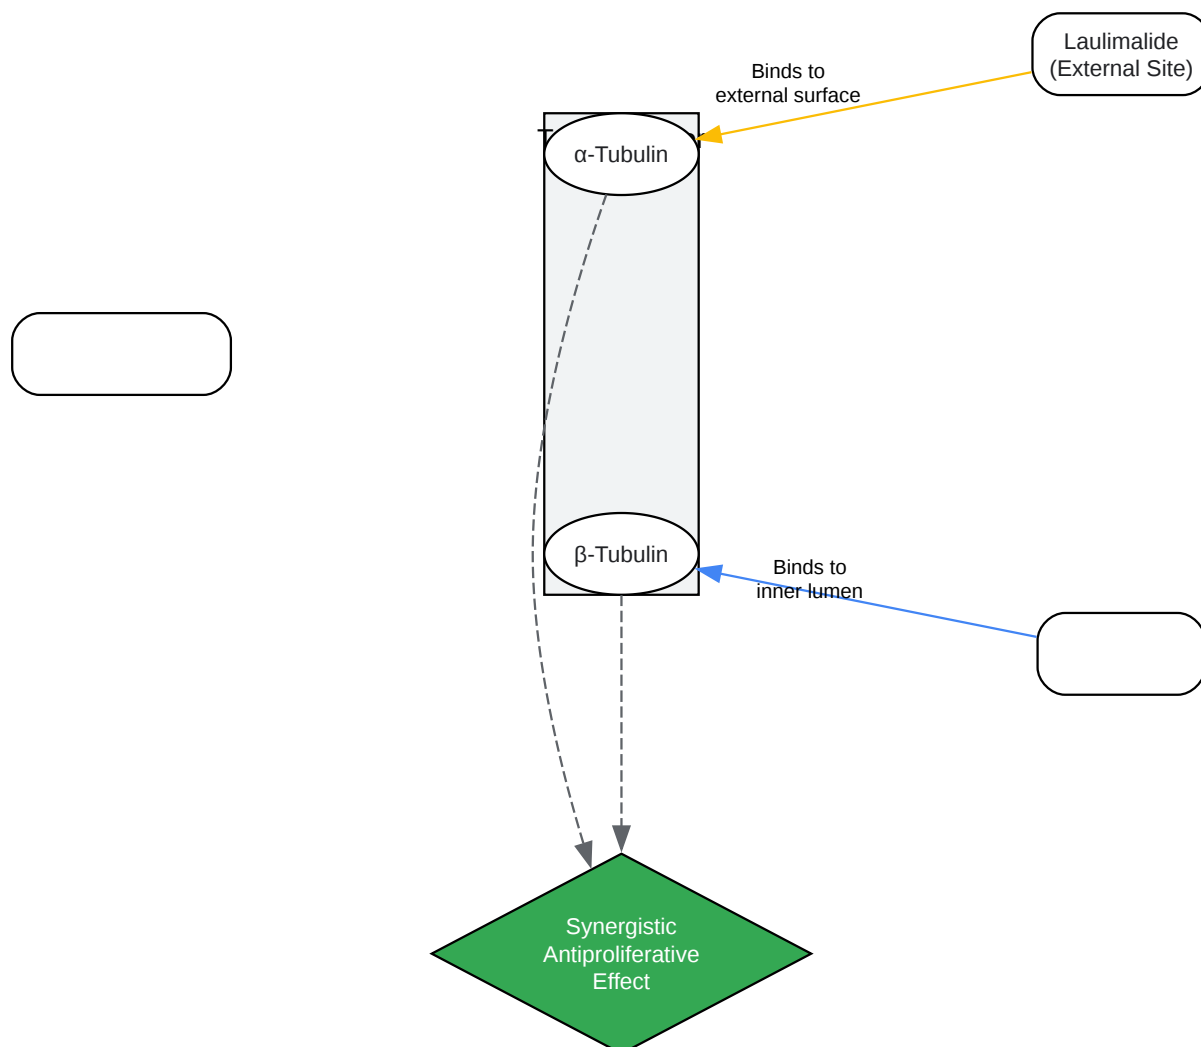 Laulimalide
(External Site)
Binds to
external surface
α-Tubulin
β-Tubulin
Binds to
inner lumen
Synergistic
Antiproliferative
Effect